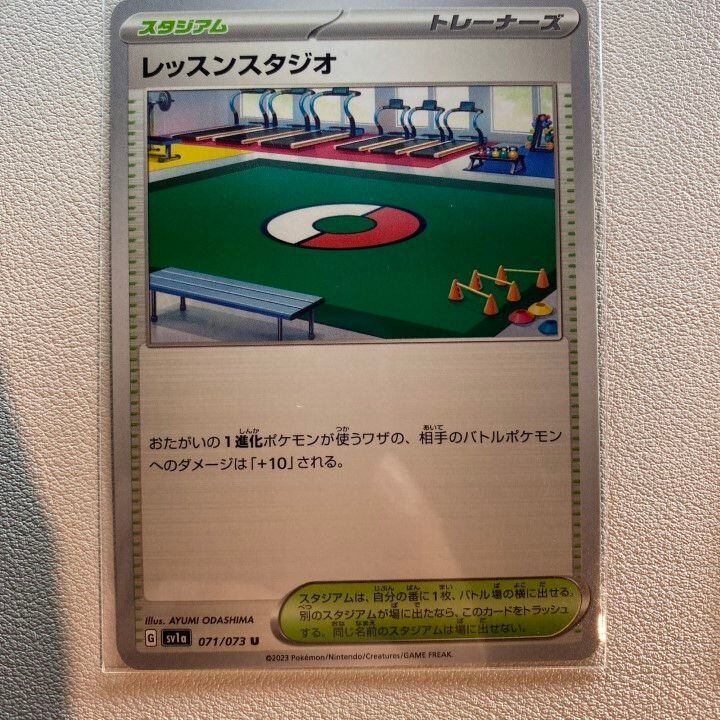 スタジアム トレーナーズ
レッスンスタジオ
おたがいの1進化ポケモンが使うワザの、相手のバトルポケモン
へのダメージは「+10」される。
スタジアムは、自分の番に1枚、バトル場の横に出せる。
別のスタジアムが場に出たなら、このカードをトラッシュ
する。同じ名前のスタジアムは場に出せない。
Illus. AYUMI ODASHIMA
G sv1a 071/073 U
©2023 Pokémon/Nintendo/Creatures/GAME FREAK.